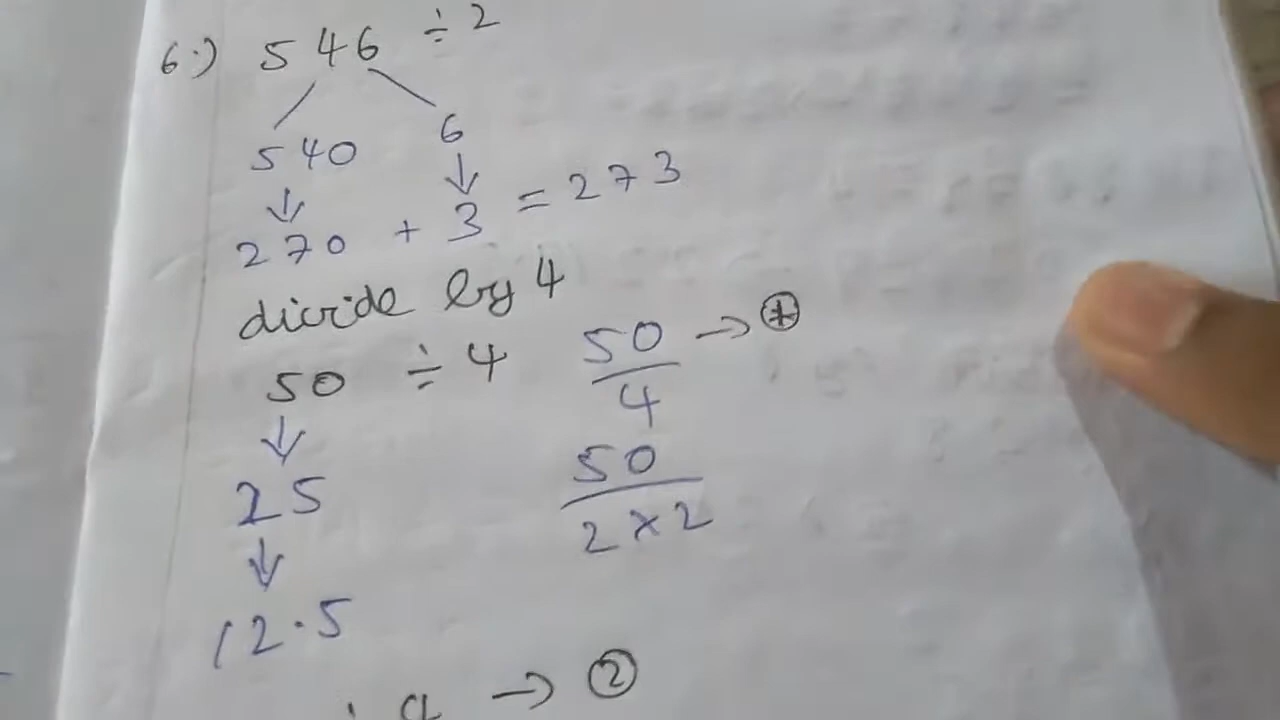 6.) 546 ÷ 2
540 6
↓ ↓
270 + 3 = 273
divide by 4
50 ÷ 4 50/4 → *
↓
25 50/2×2
↓
12.5
→ ②